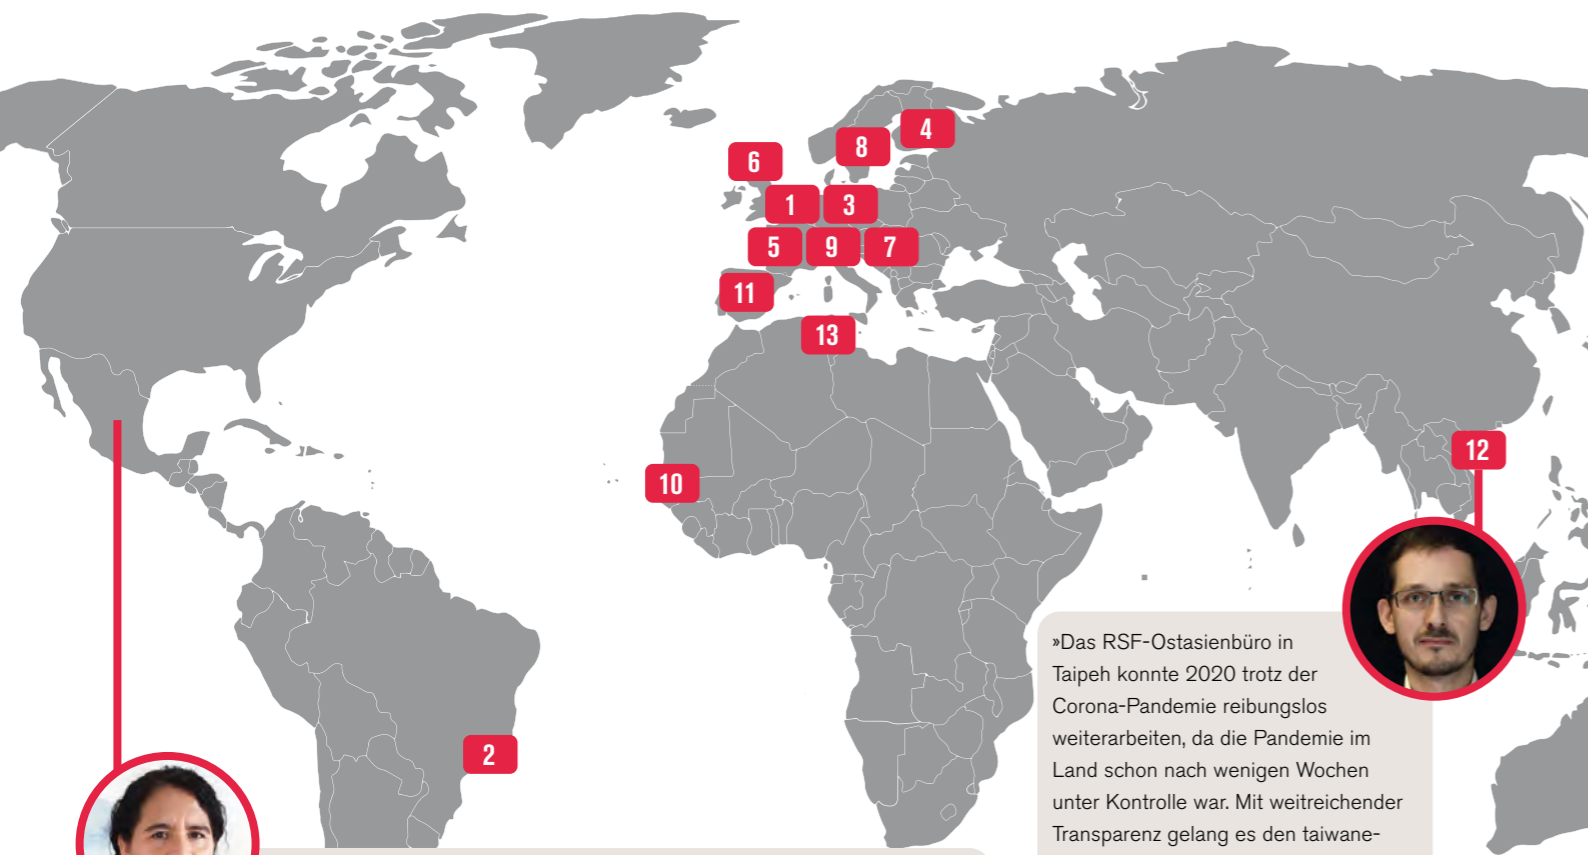 4
8
6
1
3
5
9
7
11
13
12
10
2
»Das RSF-Ostasienbüro in
Taipeh konnte 2020 trotz der
Corona-Pandemie reibungslos
weiterarbeiten, da die Pandemie im
Land schon nach wenigen Wochen
unter Kontrolle war. Mit weitreichender
Transparenz gelang es den taiwane-